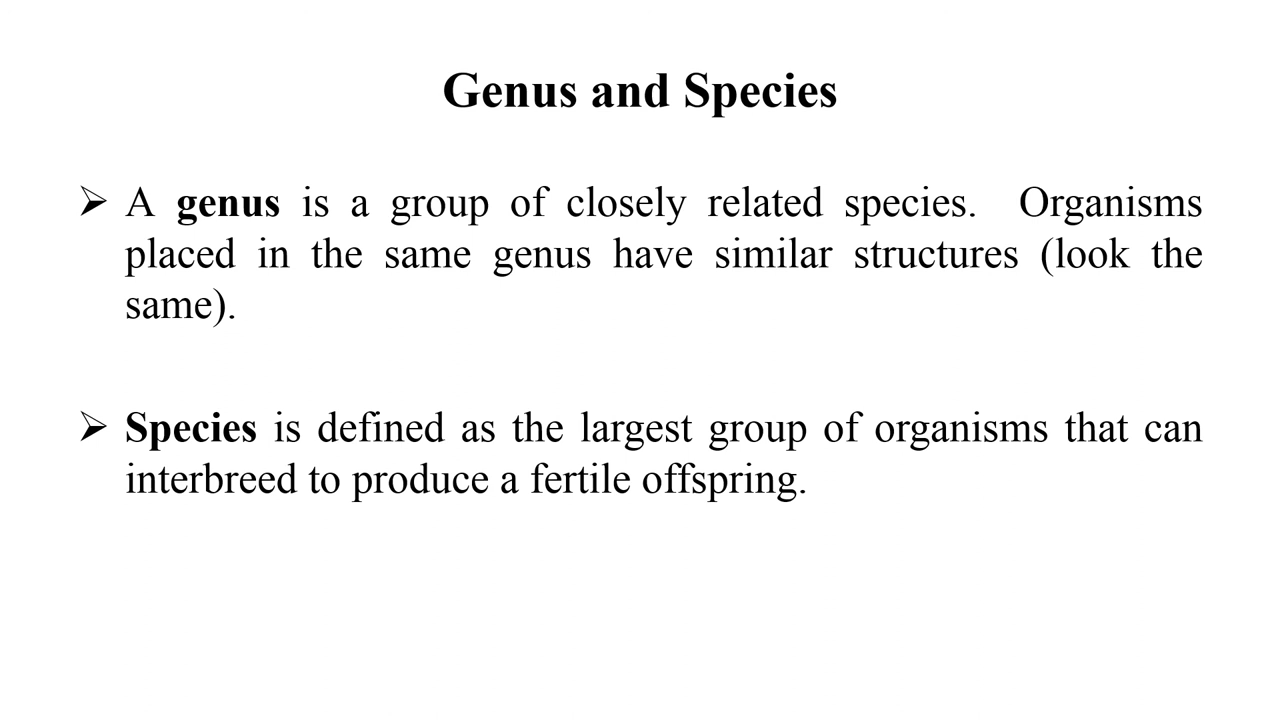 Genus and Species
➢ A genus is a group of closely related species. Organisms
placed in the same genus have similar structures (look the
same).
➢ Species is defined as the largest group of organisms that can
interbreed to produce a fertile offspring.